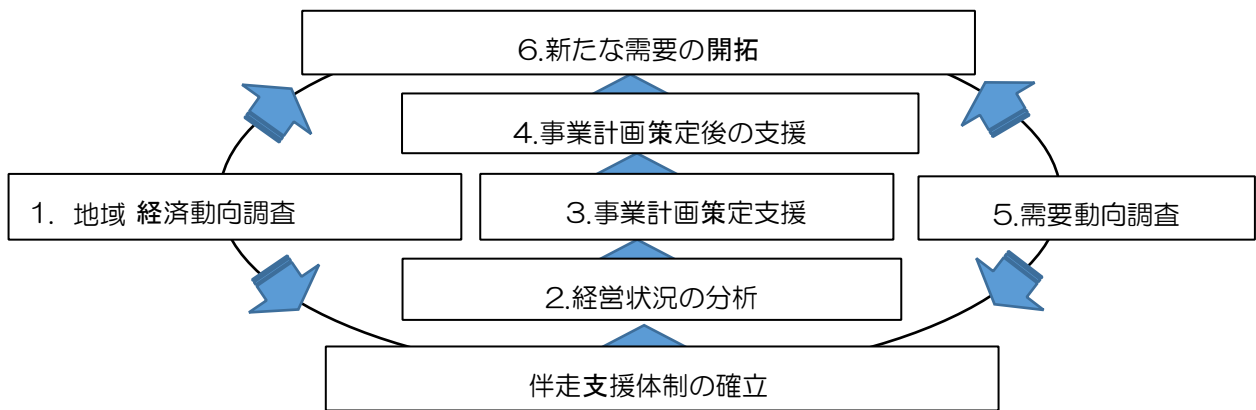 6.新たな需要の開拓
4.事業計画策定後の支援
1. 地域 経済動向調査
3.事業計画策定支援
5.需要動向調査
2.経営状況の分析
伴走支援体制の確立